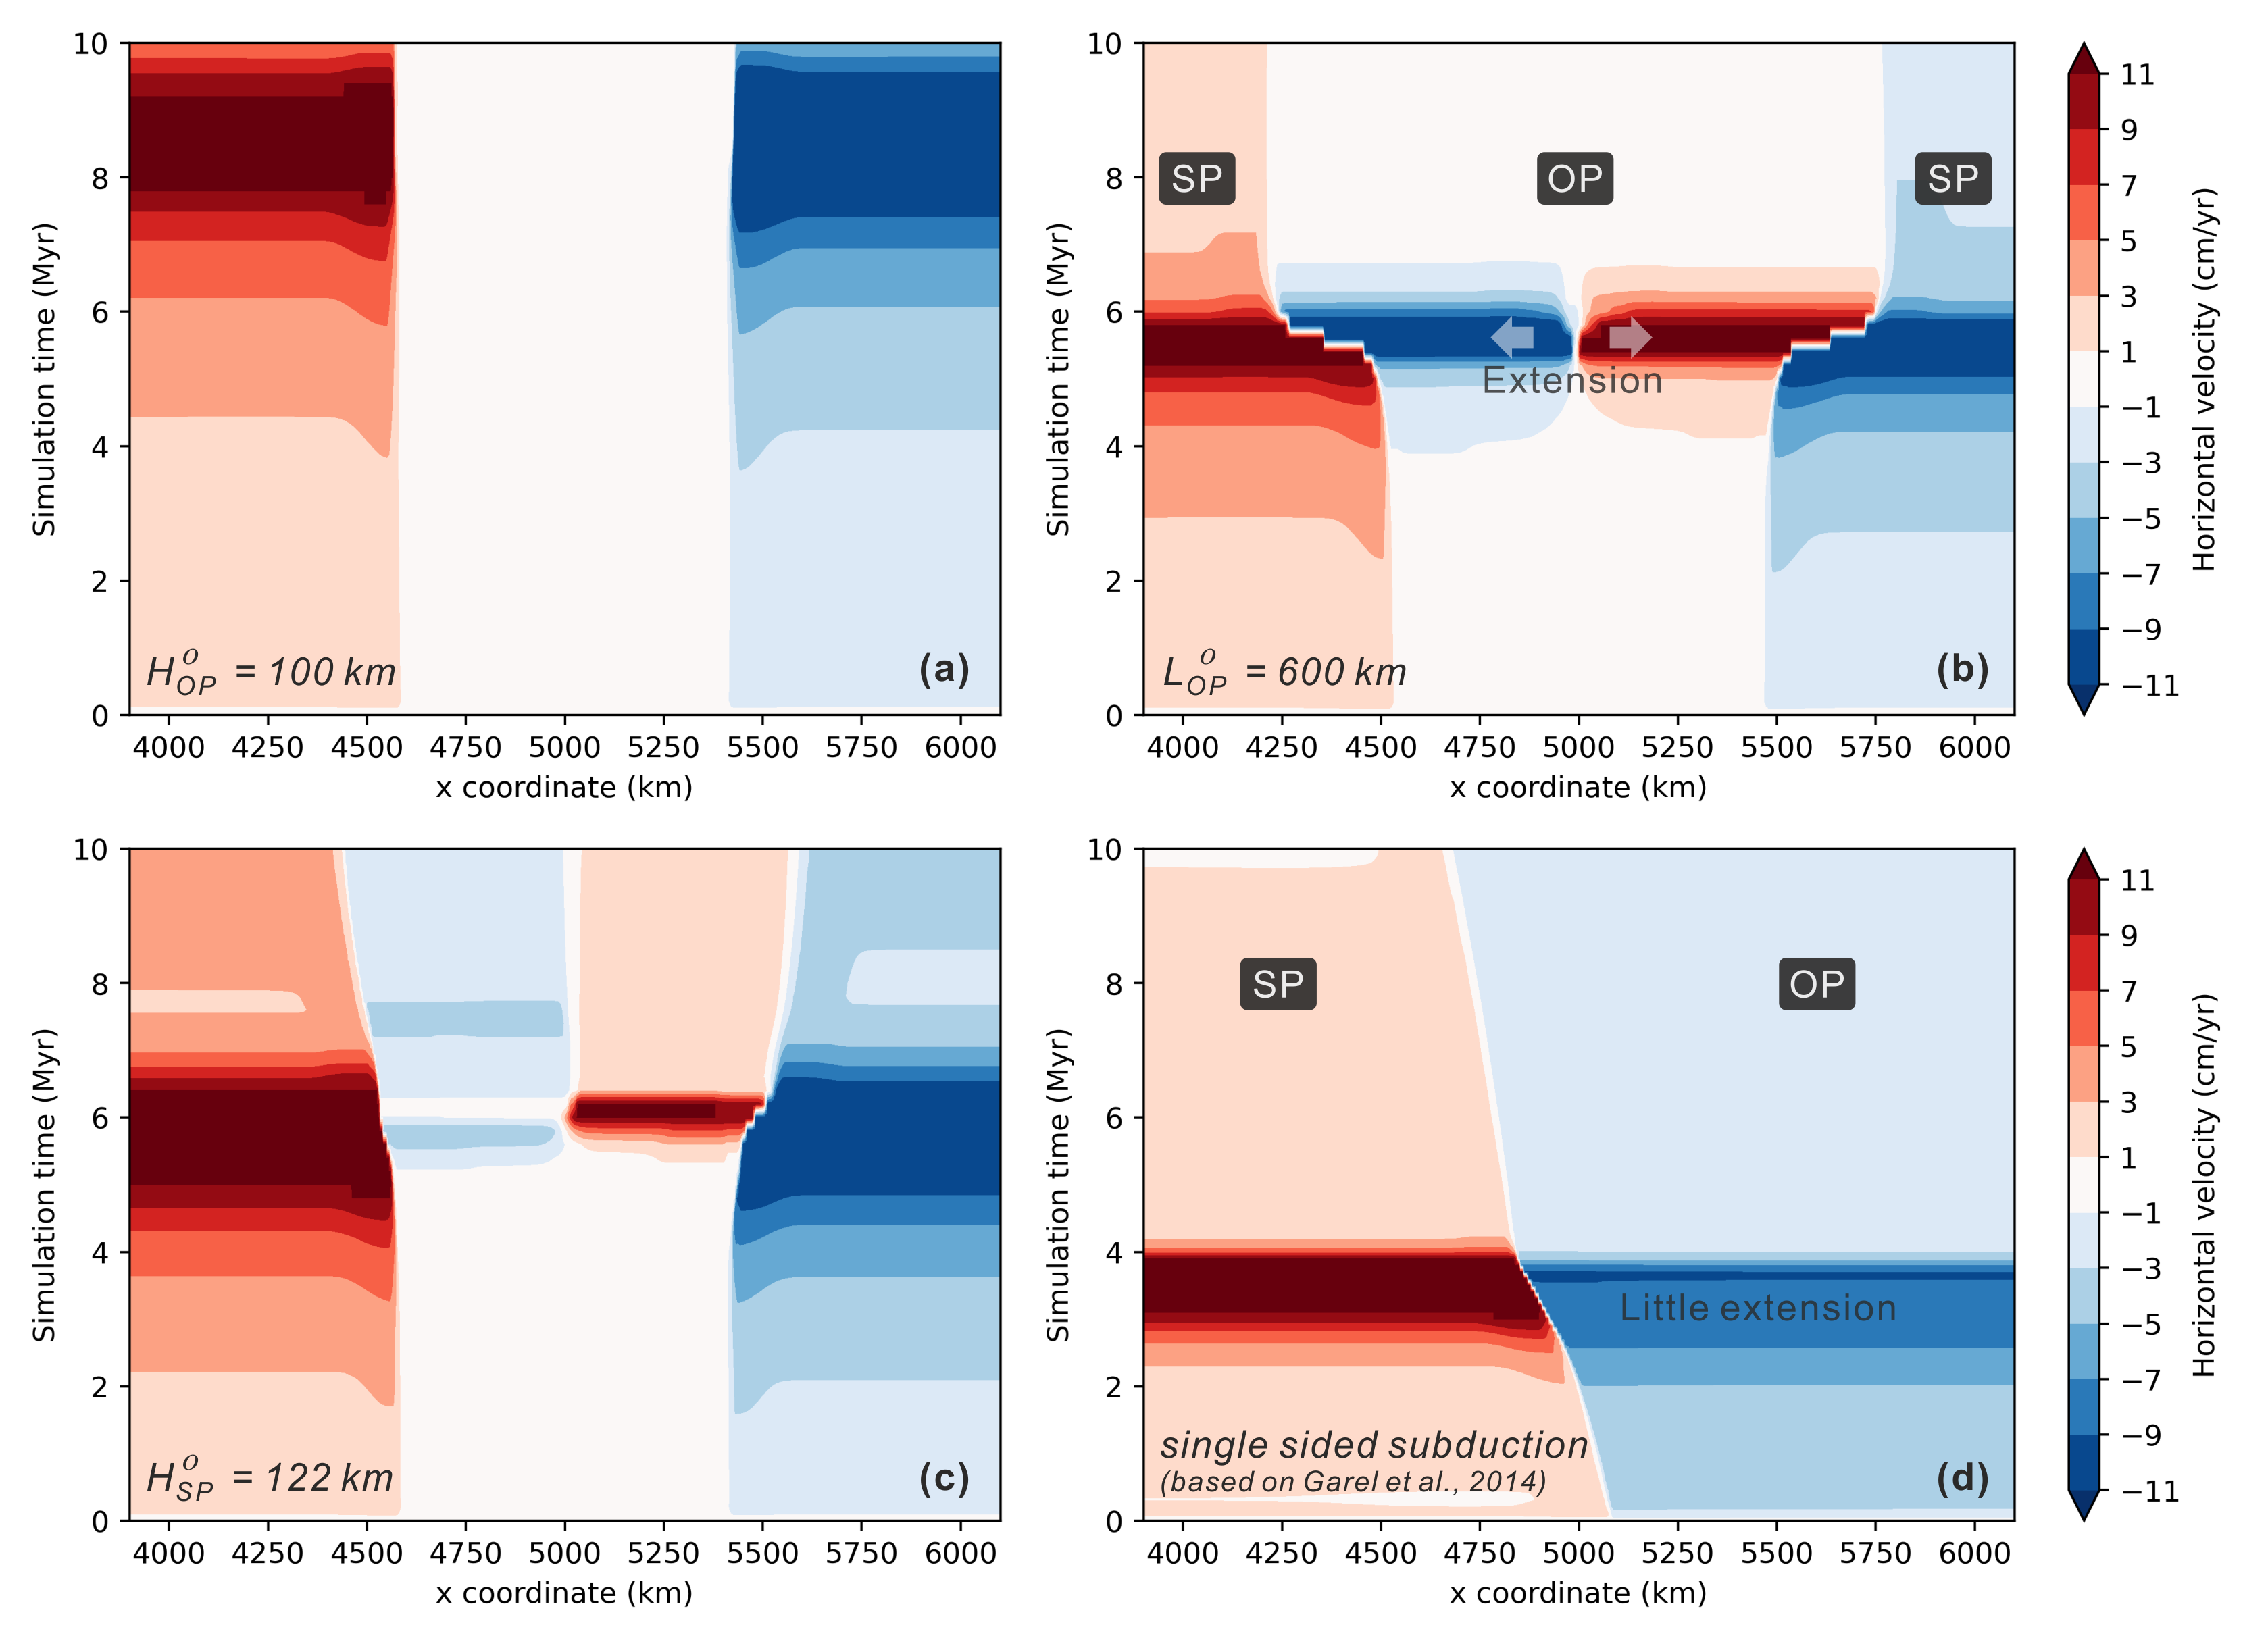 10
8
6
4
2
0
Simulation time (Myr)
H_OP^o = 100 km
(a)
4000 4250 4500 4750 5000 5250 5500 5750 6000
x coordinate (km)
10
8
6
4
2
0
Simulation time (Myr)
SP OP SP
Extension
L_OP^o = 600 km
(b)
4000 4250 4500 4750 5000 5250 5500 5750 6000
x coordinate (km)
11
9
7
5
3
1
−1
−3
−5
−7
−9
−11
Horizontal velocity (cm/yr)
10
8
6
4
2
0
Simulation time (Myr)
H_SP^o = 122 km
(c)
4000 4250 4500 4750 5000 5250 5500 5750 6000
x coordinate (km)
10
8
6
4
2
0
Simulation time (Myr)
SP OP
Little extension
single sided subduction
(based on Garel et al., 2014)
(d)
4000 4250 4500 4750 5000 5250 5500 5750 6000
x coordinate (km)
11
9
7
5
3
1
−1
−3
−5
−7
−9
−11
Horizontal velocity (cm/yr)